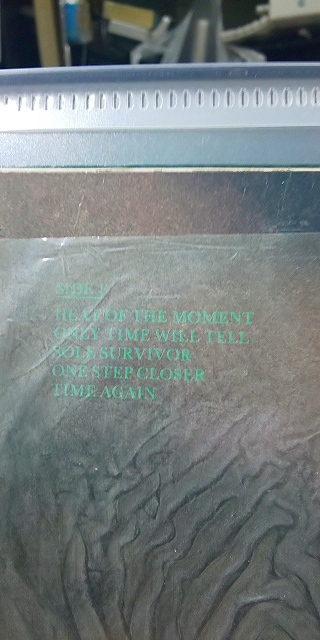 SIDE 1
HEAT OF THE MOMENT
ONLY TIME WILL TELL
SOLE SURVIVOR
ONE STEP CLOSER
TIME AGAIN